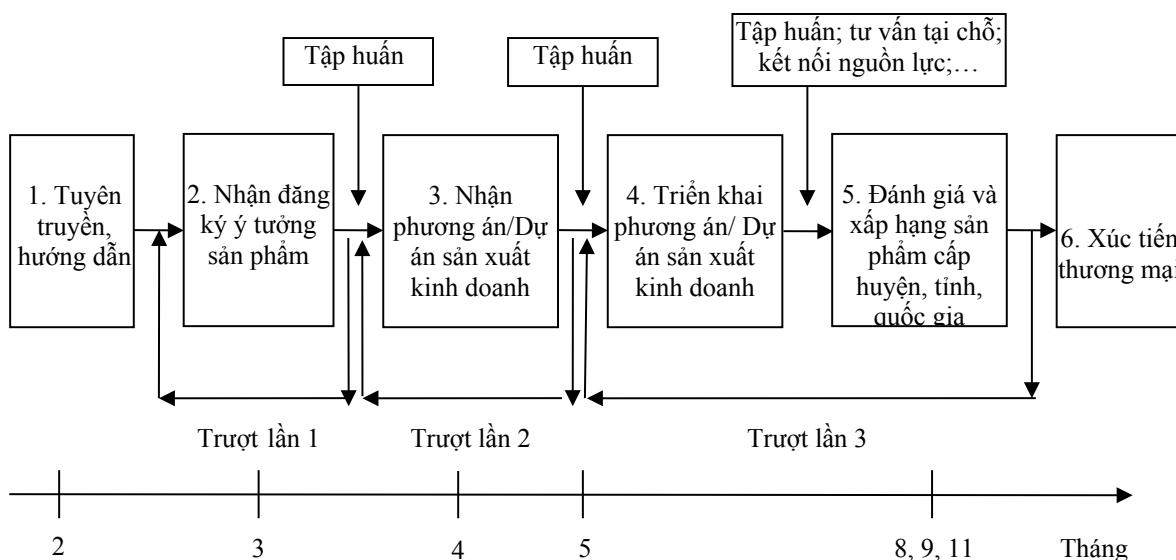 Tập huấn
Tập huấn
Tập huấn; tư vấn tại chỗ;
kết nối nguồn lực;…
1. Tuyên
truyền,
hướng dẫn
2. Nhận đăng
ký ý tưởng
sản phẩm
3. Nhận
phương án/Dự
án sản xuất
kinh doanh
4. Triển khai
phương án/ Dự
án sản xuất
kinh doanh
5. Đánh giá và
xấp hạng sản
phẩm cấp
huyện, tỉnh,
quốc gia
6. Xúc tiến
thương mại
Trượt lần 1
Trượt lần 2
Trượt lần 3
2
3
4
5
8, 9, 11
Tháng